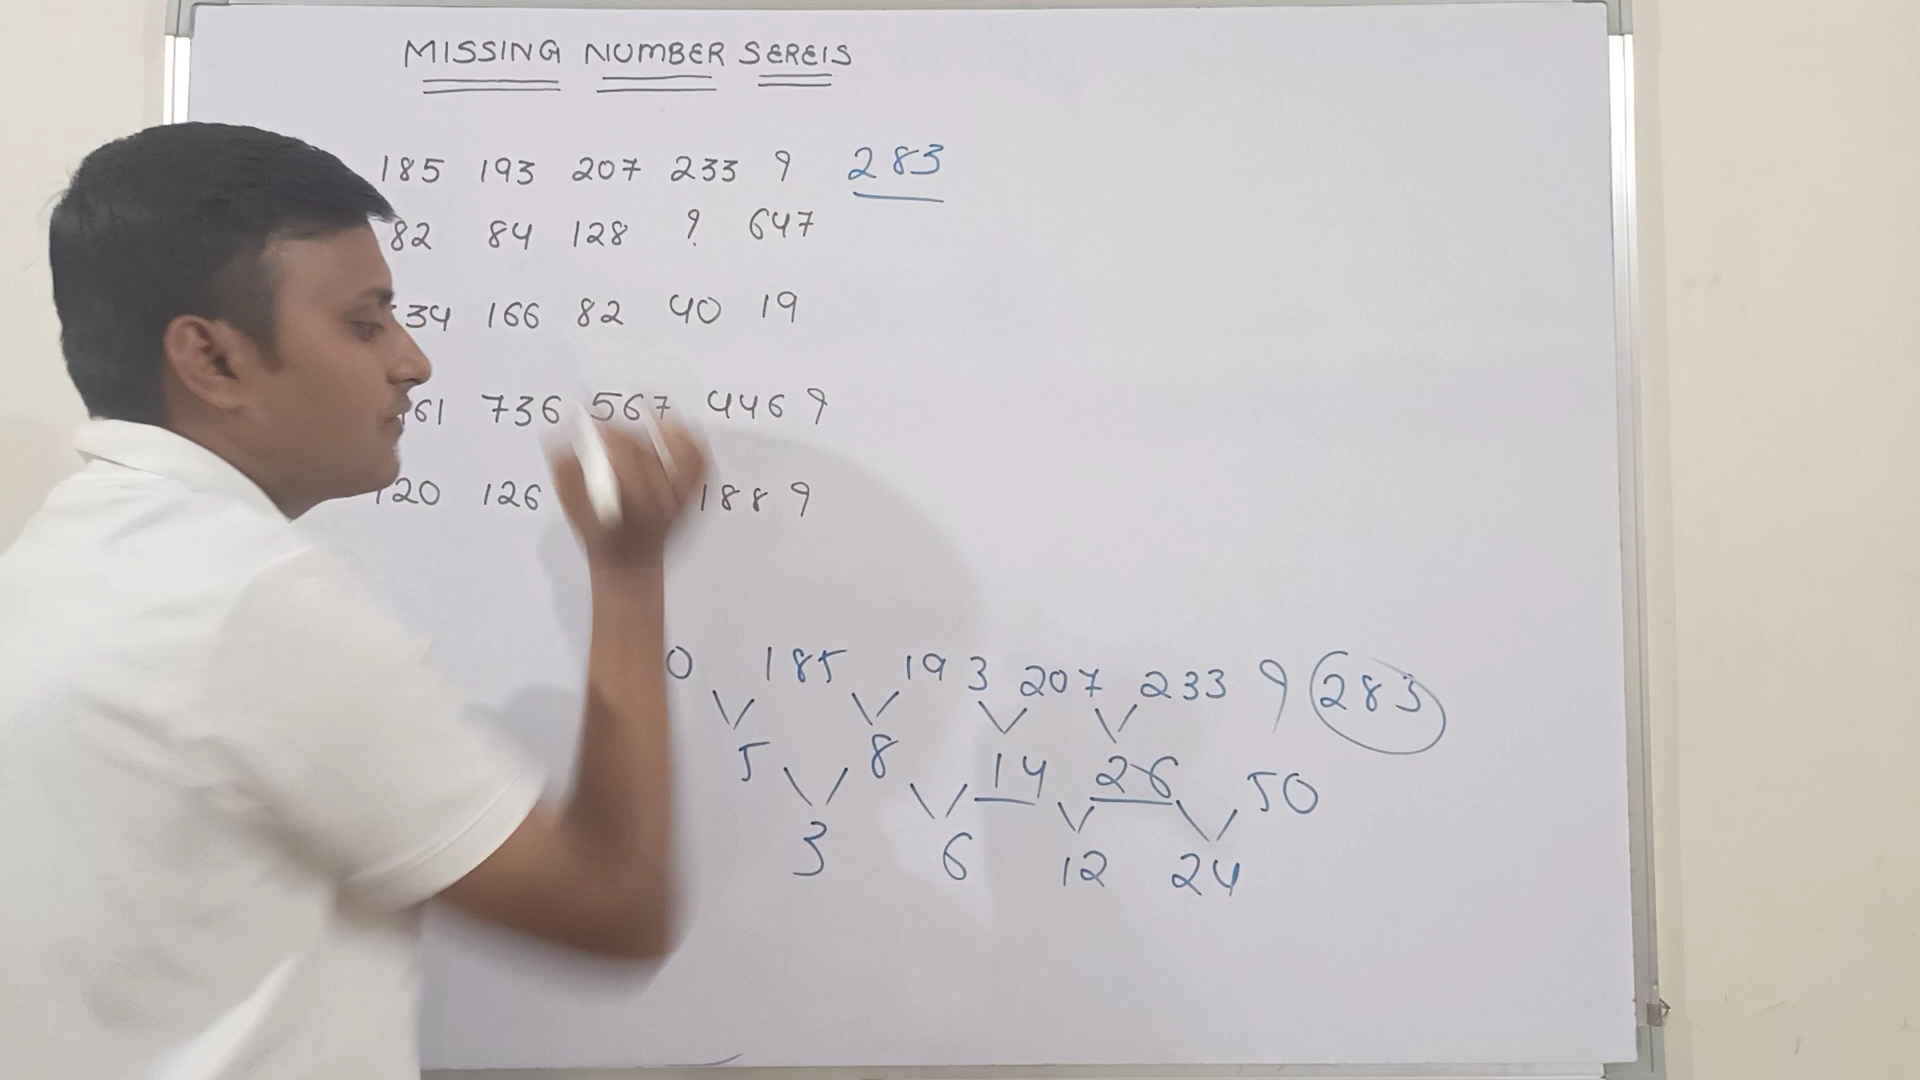 MISSING NUMBER SEREIS
185 193 207 233 ? 283
82 84 128 ? 647
34 166 82 40 19
61 736 567 446 ?
120 126 188 ?
0 185 193 207 233 ? 283
5 8 14 26 50
3 6 12 24